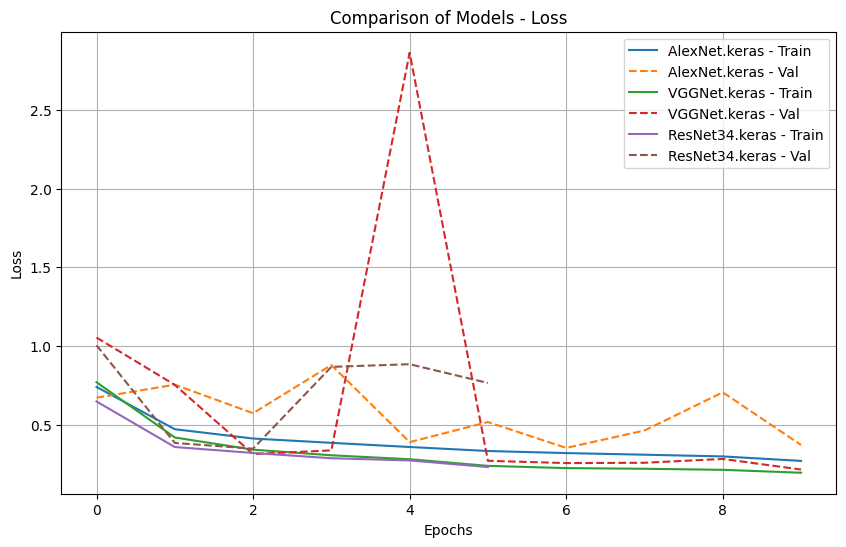 Comparison of Models - Loss
AlexNet.keras - Train
AlexNet.keras - Val
VGGNet.keras - Train
VGGNet.keras - Val
ResNet34.keras - Train
ResNet34.keras - Val
2.5
2.0
1.5
1.0
0.5
Loss
0 2 4 6 8
Epochs